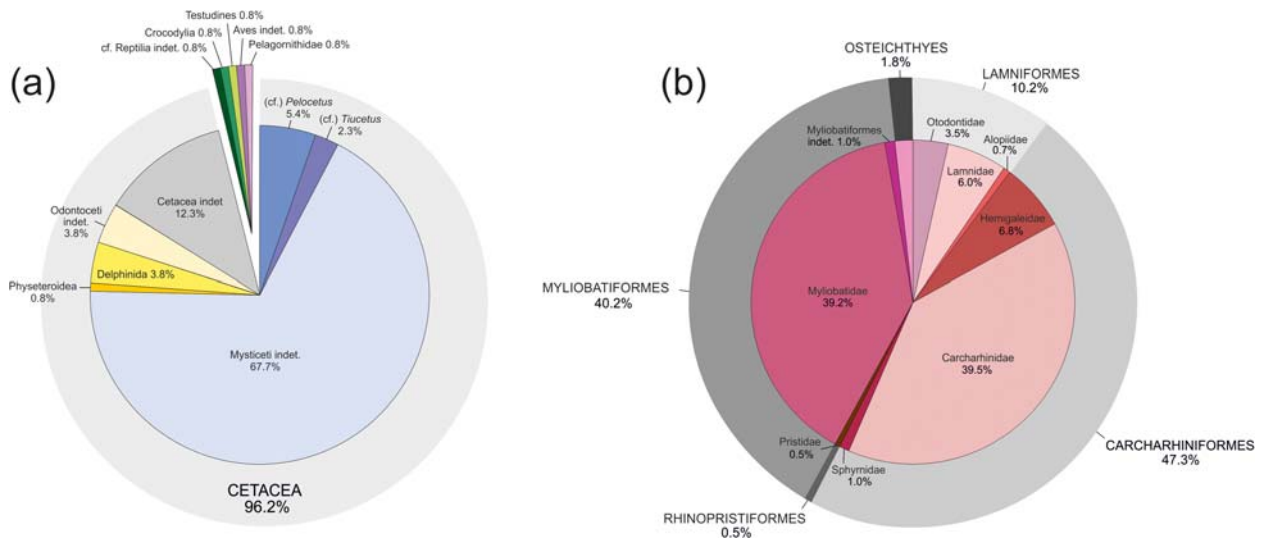 (a)
Testudines 0.8%
Crocodylia 0.8%
Aves indet. 0.8%
cf. Reptilia indet. 0.8%
Pelagornithidae 0.8%
(cf.) Pelocetus
5.4%
(cf.) Tiucetus
2.3%
Cetacea indet
12.3%
Odontoceti
indet.
3.8%
Delphinida 3.8%
Physeteroidea
0.8%
Mysticeti indet.
67.7%
CETACEA
96.2%
(b)
OSTEICHTHYES
1.8%
LAMNIFORMES
10.2%
Myliobatiformes
indet. 1.0%
Otodontidae
3.5%
Alopiidae
0.7%
Lamnidae
6.0%
Hemigaleidae
6.8%
MYLIOBATIFORMES
40.2%
Myliobatidae
39.2%
Carcharhinidae
39.5%
Pristidae
0.5%
Sphyrnidae
1.0%
CARCHARHINIFORMES
47.3%
RHINOPRISTIFORMES
0.5%